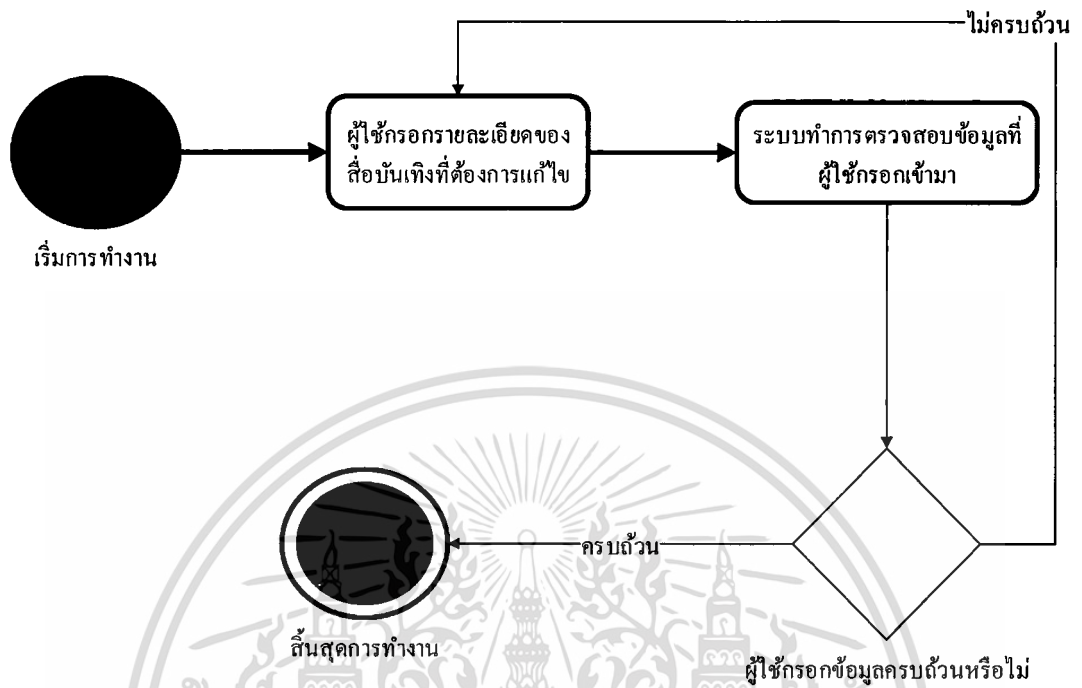 ไม่ครบถ้วน
ผู้ใช้กรอกรายละเอียดของ
สื่อบันเทิงที่ต้องการแก้ไข
ระบบทำการตรวจสอบข้อมูลที่
ผู้ใช้กรอกเข้ามา
เริ่มการทำงาน
ครบถ้วน
สิ้นสุดการทำงาน
ผู้ใช้กรอกข้อมูลครบถ้วนหรือไม่